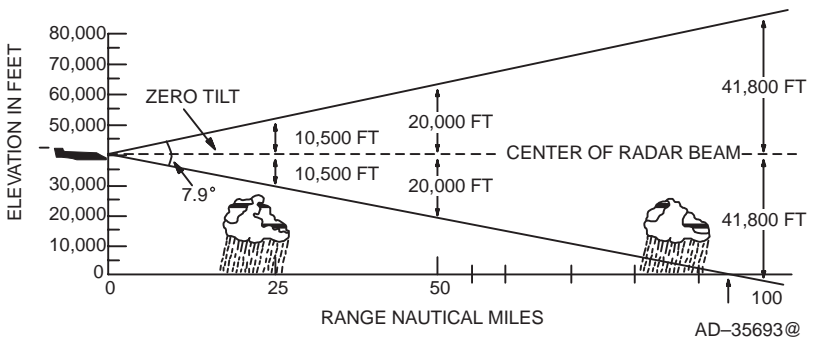 ELEVATION IN FEET
80,000
70,000
60,000
50,000
40,000
30,000
20,000
10,000
0
ZERO TILT
7.9°
10,500 FT
10,500 FT
20,000 FT
20,000 FT
CENTER OF RADAR BEAM
41,800 FT
41,800 FT
0
25
50
100
RANGE NAUTICAL MILES
AD–35693@